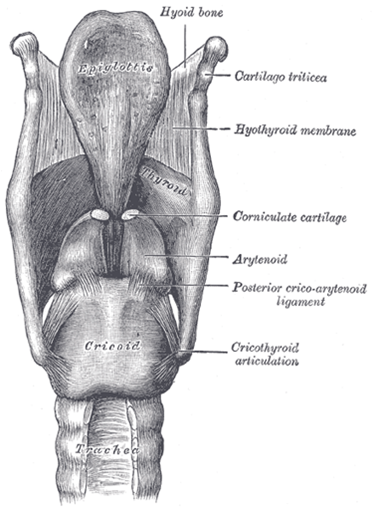 Hyoid bone
Epiglottis
Cartilago triticea
Hyothyroid membrane
Thyroid
Corniculate cartilage
Arytenoid
Posterior crico-arytenoid
ligament
Cricoid
Cricothyroid
articulation
Trachea